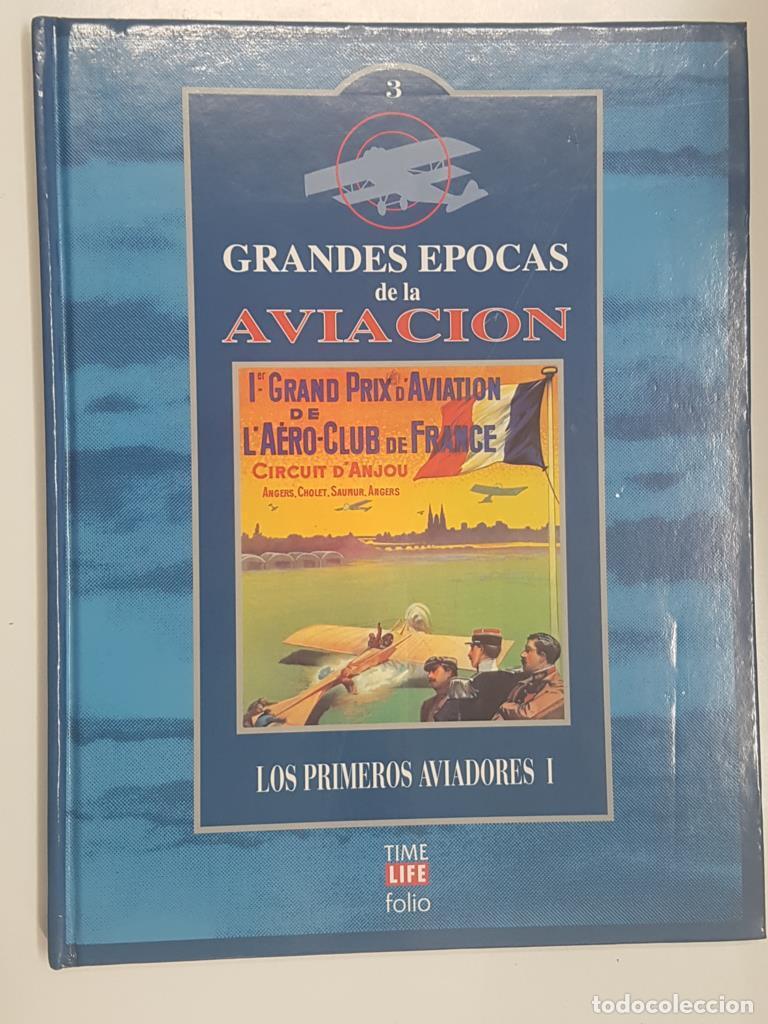 3
GRANDES EPOCAS
de la
AVIACION
1er GRAND PRIX D'AVIATION
DE
L'AÉRO-CLUB DE FRANCE
CIRCUIT D'ANJOU
ANGERS, CHOLET, SAUMUR, ANGERS
LOS PRIMEROS AVIADORES I
TIME
LIFE
folio
todocoleccion